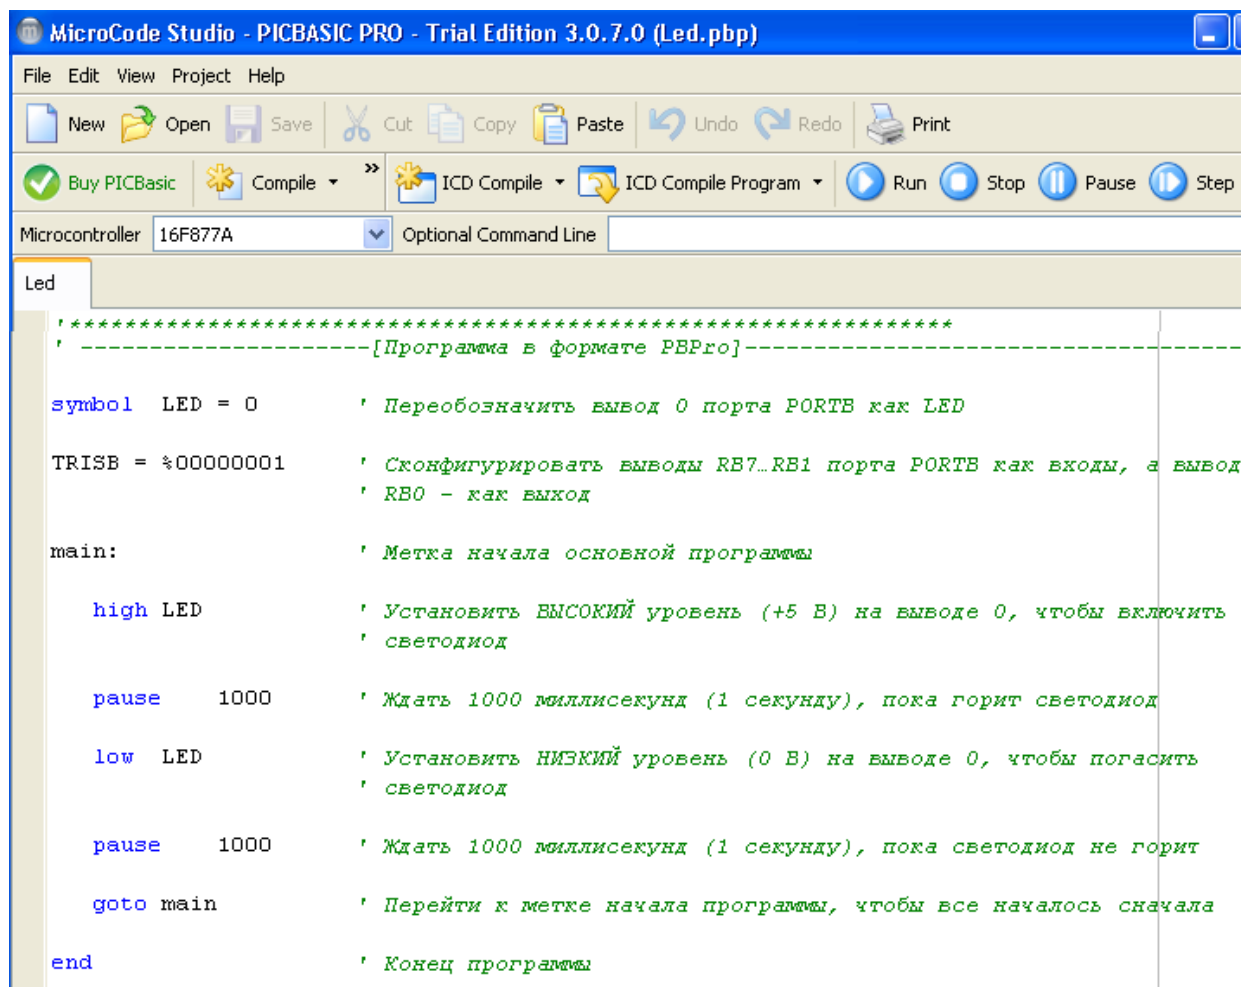 MicroCode Studio - PICBASIC PRO - Trial Edition 3.0.7.0 (Led.pbp)
File Edit View Project Help
New Open Save Cut Copy Paste Undo Redo Print
Buy PICBasic Compile » ICD Compile ICD Compile Program Run Stop Pause Step
Microcontroller 16F877A Optional Command Line
Led
'****************************************************************
' ---------------------[Программа в формате PBPro]------------------------------------
symbol LED = 0 ' Переобозначить вывод 0 порта PORTB как LED
TRISB = %00000001 ' Сконфигурировать выводы RB7…RB1 порта PORTB как входы, а вывод
' RB0 - как выход
main: ' Метка начала основной программы
high LED ' Установить ВЫСОКИЙ уровень (+5 В) на выводе 0, чтобы включить
' светодиод
pause 1000 ' Ждать 1000 миллисекунд (1 секунду), пока горит светодиод
low LED ' Установить НИЗКИЙ уровень (0 В) на выводе 0, чтобы погасить
' светодиод
pause 1000 ' Ждать 1000 миллисекунд (1 секунду), пока светодиод не горит
goto main ' Перейти к метке начала программы, чтобы все началось сначала
end ' Конец программы